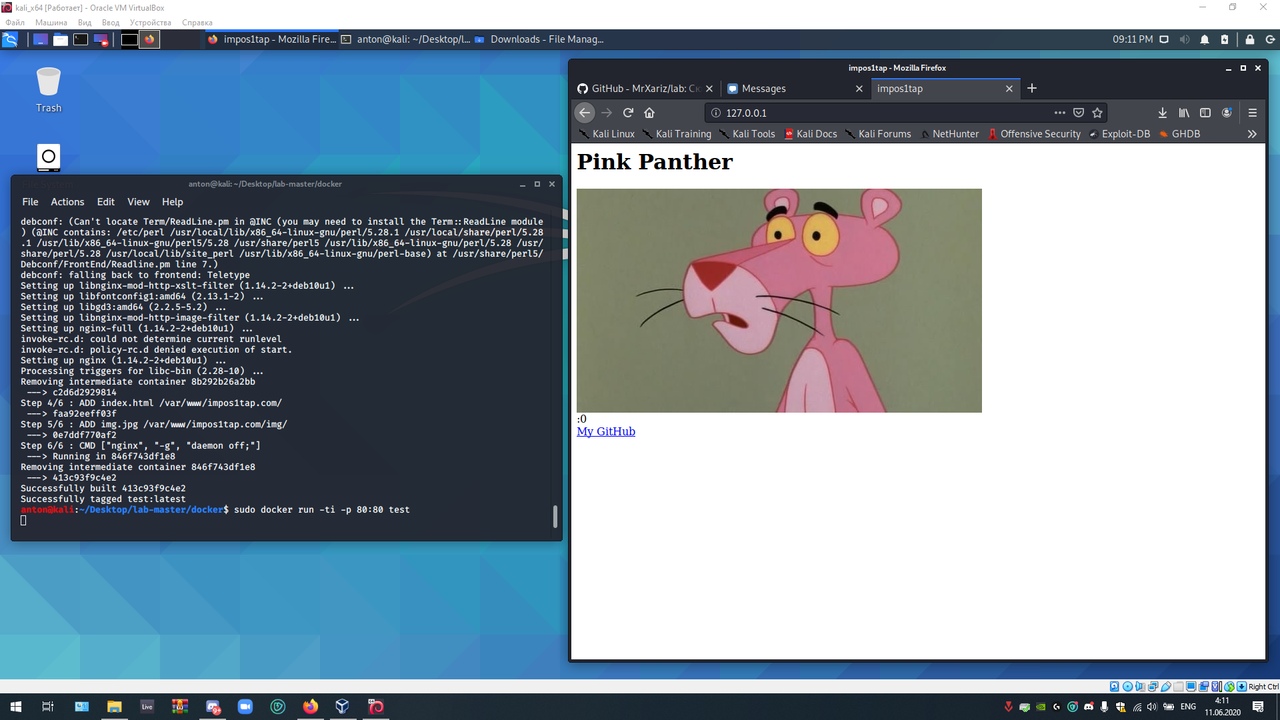 kali_x64 [Работает] - Oracle VM VirtualBox
Файл Машина Вид Ввод Устройства Справка
impos1tap - Mozilla Fire... anton@kali: ~/Desktop/l... Downloads - File Manag... 09:11 PM
Trash
anton@kali: ~/Desktop/lab-master/docker
File Actions Edit View Help
debconf: (Can't locate Term/ReadLine.pm in @INC (you may need to install the Term::ReadLine module
) (@INC contains: /etc/perl /usr/local/lib/x86_64-linux-gnu/perl/5.28.1 /usr/local/share/perl/5.28
.1 /usr/lib/x86_64-linux-gnu/perl5/5.28 /usr/share/perl5 /usr/lib/x86_64-linux-gnu/perl/5.28 /usr/
share/perl/5.28 /usr/local/lib/site_perl /usr/lib/x86_64-linux-gnu/perl-base) at /usr/share/perl5/
Debconf/FrontEnd/Readline.pm line 7.)
debconf: falling back to frontend: Teletype
Setting up libnginx-mod-http-xslt-filter (1.14.2-2+deb10u1) ...
Setting up libfontconfig1:amd64 (2.13.1-2) ...
Setting up libgd3:amd64 (2.2.5-5.2) ...
Setting up libnginx-mod-http-image-filter (1.14.2-2+deb10u1) ...
Setting up nginx-full (1.14.2-2+deb10u1) ...
invoke-rc.d: could not determine current runlevel
invoke-rc.d: policy-rc.d denied execution of start.
Setting up nginx (1.14.2-2+deb10u1) ...
Processing triggers for libc-bin (2.28-10) ...
Removing intermediate container 8b292b26a2bb
---> c2d6d2929814
Step 4/6 : ADD index.html /var/www/impos1tap.com/
---> faa92eeff03f
Step 5/6 : ADD img.jpg /var/www/impos1tap.com/img/
---> 0e7ddf770af2
Step 6/6 : CMD ["nginx", "-g", "daemon off;"]
---> Running in 846f743df1e8
Removing intermediate container 846f743df1e8
---> 413c93f9c4e2
Successfully built 413c93f9c4e2
Successfully tagged test:latest
anton@kali:~/Desktop/lab-master/docker$ sudo docker run -ti -p 80:80 test
impos1tap - Mozilla Firefox
GitHub - MrXariz/lab: Ск Messages impos1tap
127.0.0.1
Kali Linux Kali Training Kali Tools Kali Docs Kali Forums NetHunter Offensive Security Exploit-DB GHDB
Pink Panther
:0
My GitHub
Right Ctrl
Live ENG 4:11
11.06.2020